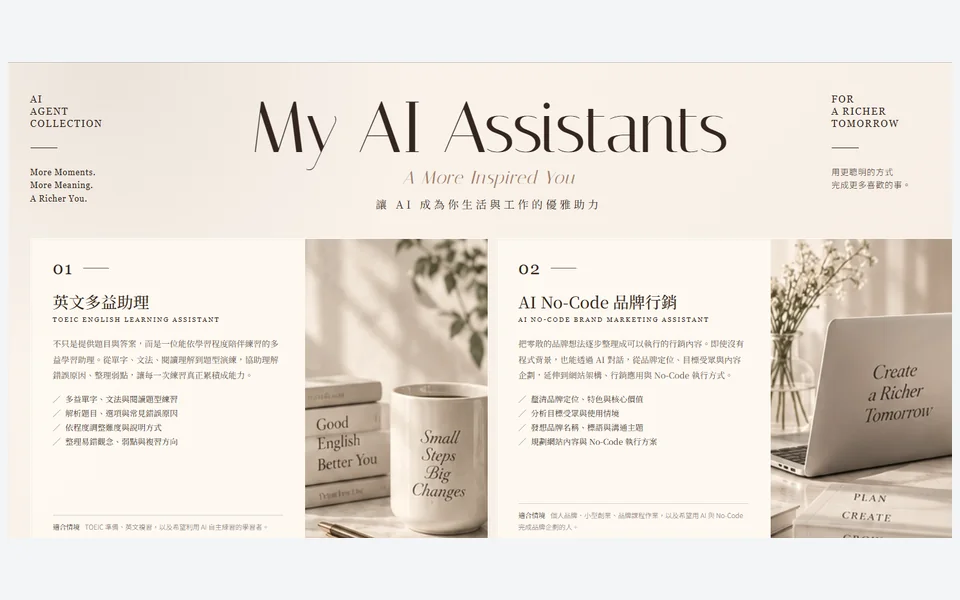 AI
AGENT
COLLECTION
More Moments.
More Meaning.
A Richer You.
My AI Assistants
A More Inspired You
讓 AI 成為你生活與工作的優雅助力
FOR
A RICHER
TOMORROW
用更聰明的方式
完成更多喜歡的事。
01
英文多益助理
TOEIC ENGLISH LEARNING ASSISTANT
不只是提供題目與答案，而是一位能依學習程度陪伴練習的多
益學習助理。從單字、文法、閱讀理解到題型演練，協助理解
錯誤原因、整理弱點，讓每一次練習真正累積成能力。
／ 多益單字、文法與閱讀題型練習
／ 解析題目、選項與常見錯誤原因
／ 依程度調整難度與說明方式
／ 整理易錯觀念、弱點與複習方向
適合情境 TOEIC 準備、英文複習，以及希望利用 AI 自主練習的學習者。
Good
English
Better You
Small
Steps
Big
Changes
02
AI No-Code 品牌行銷
AI NO-CODE BRAND MARKETING ASSISTANT
把零散的品牌想法逐步整理成可以執行的行銷內容。即使沒有
程式背景，也能透過 AI 對話，從品牌定位、目標受眾與內容
企劃，延伸到網站架構、行銷應用與 No-Code 執行方式。
／ 釐清品牌定位、特色與核心價值
／ 分析目標受眾與使用情境
／ 發想品牌名稱、標語與溝通主題
／ 規劃網站內容與 No-Code 執行方案
適合情境 個人品牌、小型創業、品牌課程作業，以及希望用 AI 與 No-Code
完成品牌企劃的人。
Create
a Richer
Tomorrow
PLAN
CREATE